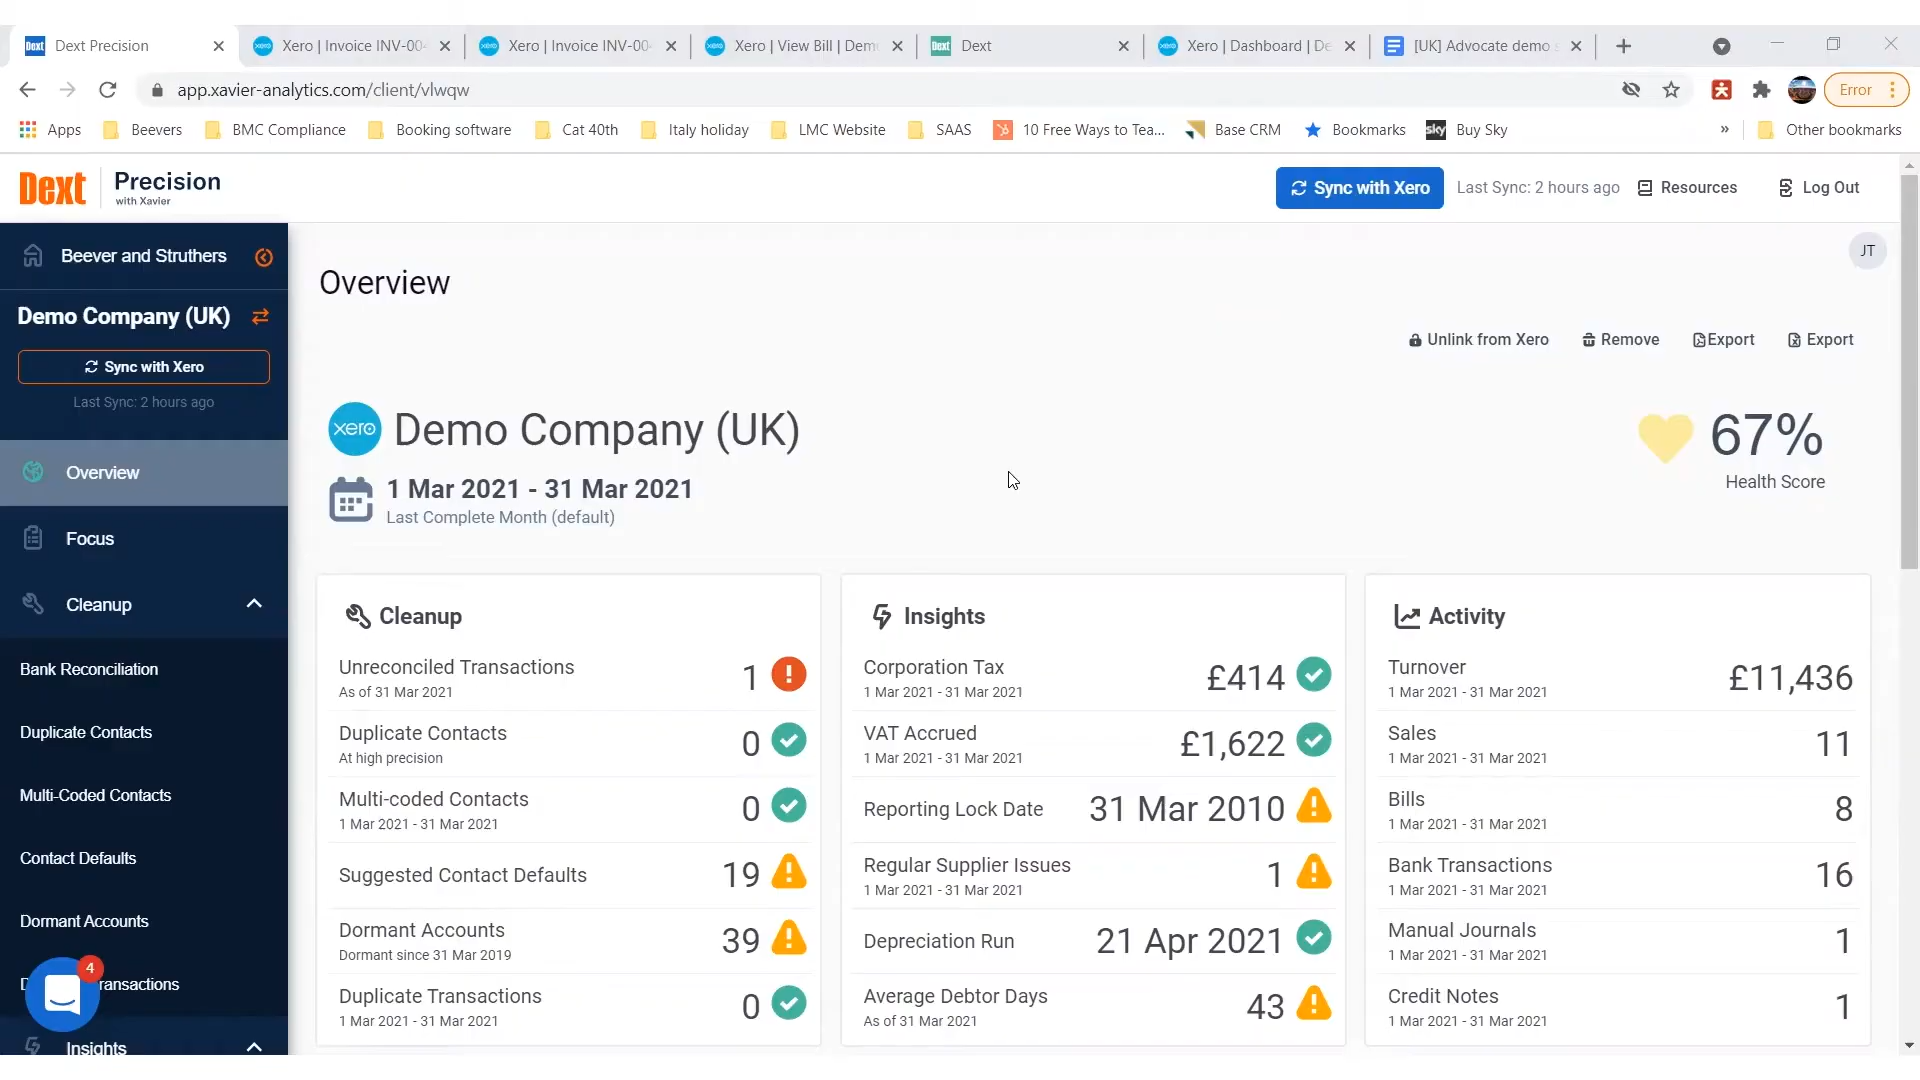 Dext Dext Precision
xero Xero | Invoice INV-00
xero Xero | Invoice INV-00
xero Xero | View Bill | Dem
Dext Dext
xero Xero | Dashboard | De
[UK] Advocate demo s
app.xavier-analytics.com/client/vlwqw
Error
Apps Beevers BMC Compliance Booking software Cat 40th Italy holiday LMC Website SAAS 10 Free Ways to Tea... Base CRM Bookmarks sky Buy Sky » Other bookmarks
Dext Precision
with Xavier
Sync with Xero Last Sync: 2 hours ago Resources Log Out
Beever and Struthers
Demo Company (UK)
Sync with Xero
Last Sync: 2 hours ago
Overview
Focus
Cleanup
Bank Reconciliation
Duplicate Contacts
Multi-Coded Contacts
Contact Defaults
Dormant Accounts
ransactions
4
Insights
JT
Overview
Unlink from Xero Remove Export Export
xero Demo Company (UK)
1 Mar 2021 - 31 Mar 2021
Last Complete Month (default)
67%
Health Score
Cleanup
Unreconciled Transactions 1
As of 31 Mar 2021
Duplicate Contacts 0
At high precision
Multi-coded Contacts 0
1 Mar 2021 - 31 Mar 2021
Suggested Contact Defaults 19
Dormant Accounts 39
Dormant since 31 Mar 2019
Duplicate Transactions 0
1 Mar 2021 - 31 Mar 2021
Insights
Corporation Tax £414
1 Mar 2021 - 31 Mar 2021
VAT Accrued £1,622
1 Mar 2021 - 31 Mar 2021
Reporting Lock Date 31 Mar 2010
Regular Supplier Issues 1
1 Mar 2021 - 31 Mar 2021
Depreciation Run 21 Apr 2021
Average Debtor Days 43
As of 31 Mar 2021
Activity
Turnover £11,436
1 Mar 2021 - 31 Mar 2021
Sales 11
1 Mar 2021 - 31 Mar 2021
Bills 8
1 Mar 2021 - 31 Mar 2021
Bank Transactions 16
1 Mar 2021 - 31 Mar 2021
Manual Journals 1
1 Mar 2021 - 31 Mar 2021
Credit Notes 1
1 Mar 2021 - 31 Mar 2021